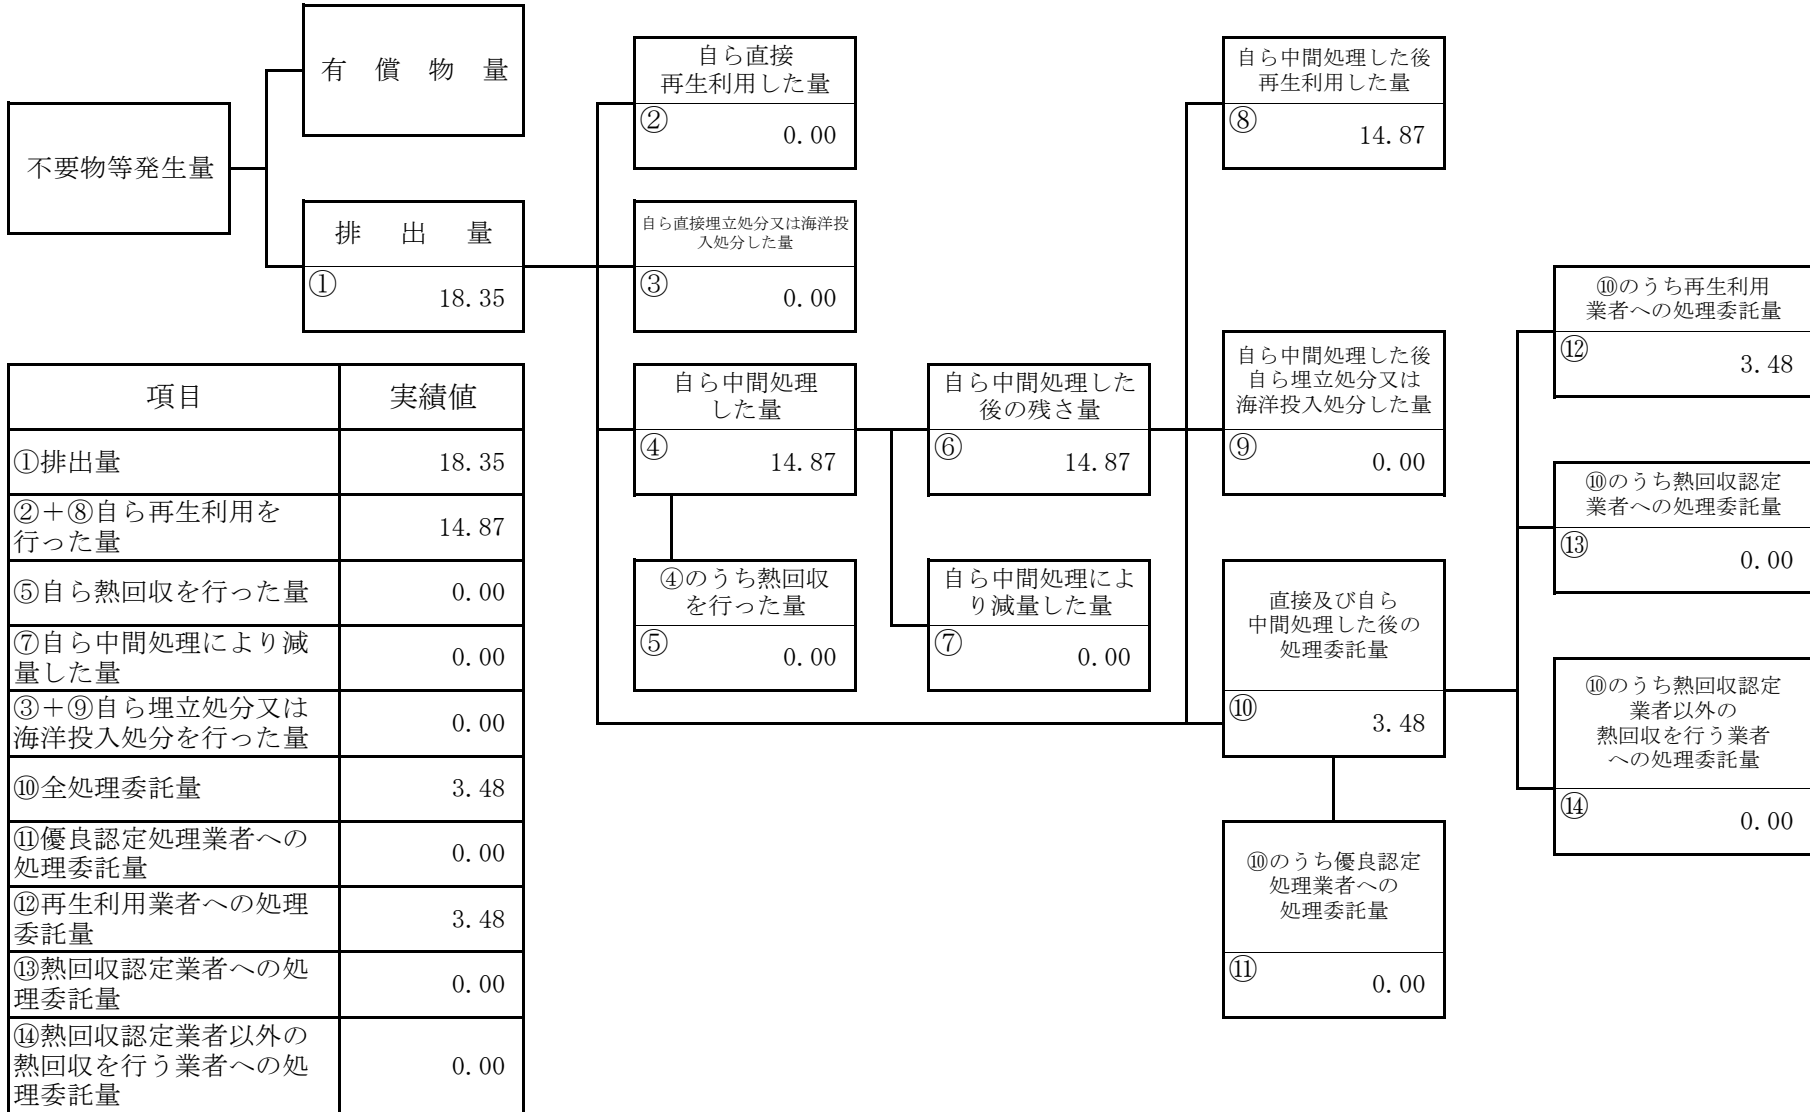 有償物量
不要物等発生量
排出量
① 18.35
自ら直接
再生利用した量
② 0.00
自ら直接埋立処分又は海洋投
入処分した量
③ 0.00
自ら中間処理
した量
④ 14.87
④のうち熱回収
を行った量
⑤ 0.00
自ら中間処理した
後の残さ量
⑥ 14.87
自ら中間処理によ
り減量した量
⑦ 0.00
自ら中間処理した後
再生利用した量
⑧ 14.87
自ら中間処理した後
自ら埋立処分又は
海洋投入処分した量
⑨ 0.00
直接及び自ら
中間処理した後の
処理委託量
⑩ 3.48
⑩のうち優良認定
処理業者への
処理委託量
⑪ 0.00
⑩のうち再生利用
業者への処理委託量
⑫ 3.48
⑩のうち熱回収認定
業者への処理委託量
⑬ 0.00
⑩のうち熱回収認定
業者以外の
熱回収を行う業者
への処理委託量
⑭ 0.00
項目 実績値
①排出量 18.35
②+⑧自ら再生利用を
行った量 14.87
⑤自ら熱回収を行った量 0.00
⑦自ら中間処理により減
量した量 0.00
③+⑨自ら埋立処分又は
海洋投入処分を行った量 0.00
⑩全処理委託量 3.48
⑪優良認定処理業者への
処理委託量 0.00
⑫再生利用業者への処理
委託量 3.48
⑬熱回収認定業者への処
理委託量 0.00
⑭熱回収認定業者以外の
熱回収を行う業者への処
理委託量 0.00